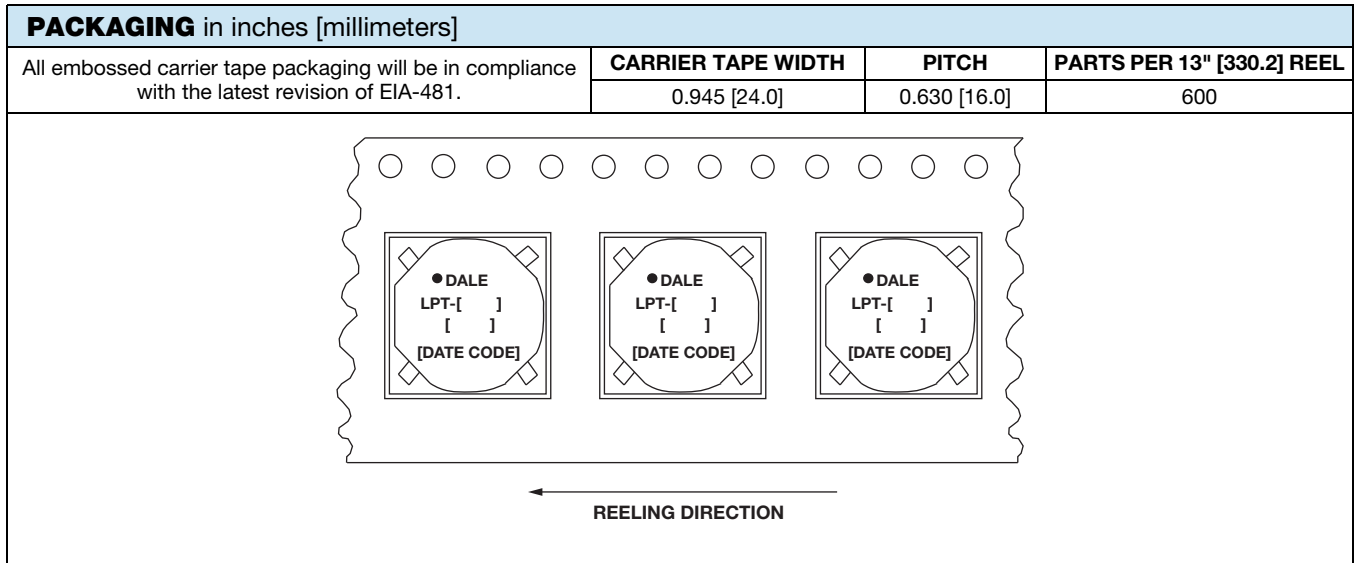 PACKAGING in inches [millimeters]
All embossed carrier tape packaging will be in compliance
with the latest revision of EIA-481.
CARRIER TAPE WIDTH PITCH PARTS PER 13" [330.2] REEL
0.945 [24.0] 0.630 [16.0] 600
●DALE
LPT-[ ]
[ ]
[DATE CODE]
●DALE
LPT-[ ]
[ ]
[DATE CODE]
●DALE
LPT-[ ]
[ ]
[DATE CODE]
REELING DIRECTION